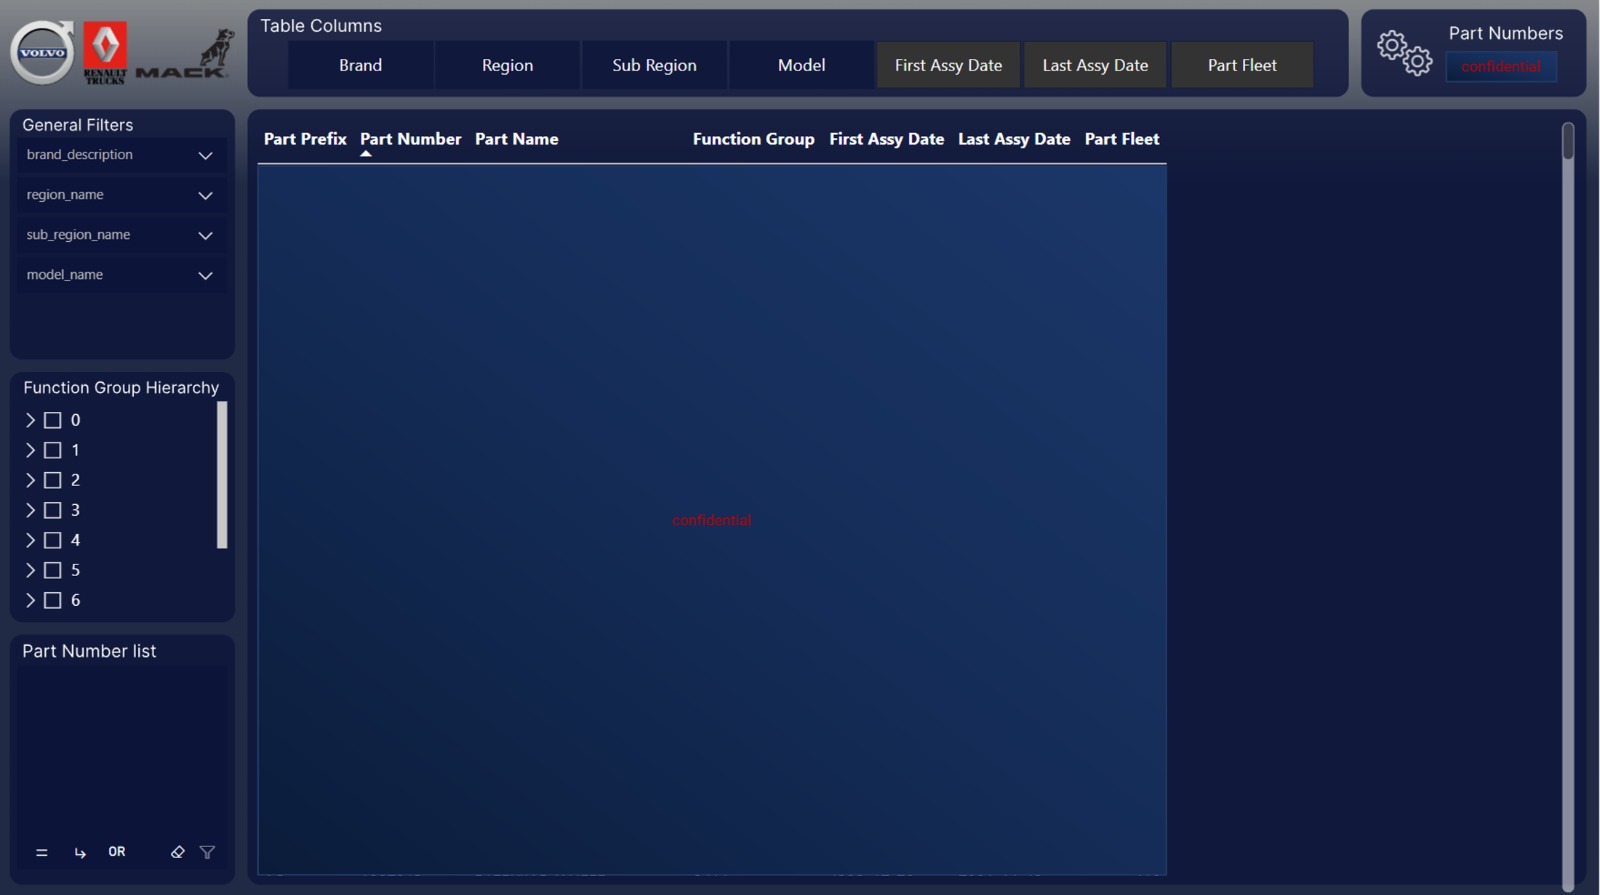 VOLVO
RENAULT
TRUCKS
MACK
Table Columns
Brand
Region
Sub Region
Model
First Assy Date
Last Assy Date
Part Fleet
Part Numbers
confidential
General Filters
brand_description
region_name
sub_region_name
model_name
Function Group Hierarchy
0
1
2
3
4
5
6
Part Number list
OR
Part Prefix Part Number Part Name Function Group First Assy Date Last Assy Date Part Fleet
confidential